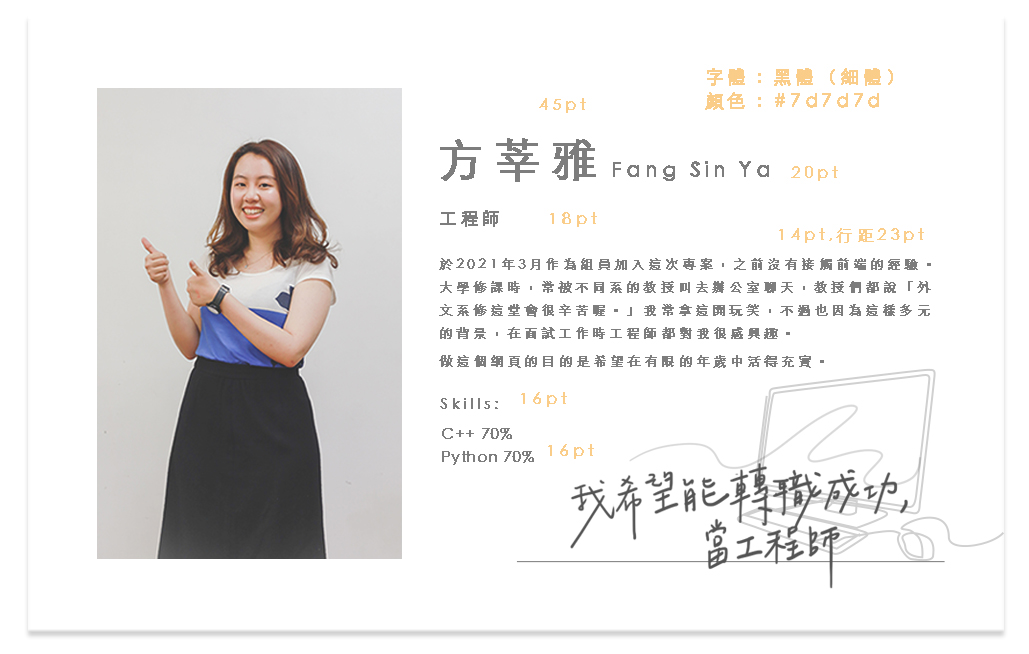 字體：黑體（細體）
顏色：#7d7d7d
45pt
方莘雅 Fang Sin Ya 20pt
工程師 18pt
14pt,行距23pt
於2021年3月作為組員加入這次專案，之前沒有接觸前端的經驗。
大學修課時，常被不同系的教授叫去辦公室聊天，教授們都說「外
文系修這堂會很辛苦喔。」我常拿這開玩笑，不過也因為這樣多元
的背景，在面試工作時工程師都對我很感興趣。
做這個網頁的目的是希望在有限的年歲中活得充實。
Skills: 16pt
C++ 70%
Python 70% 16pt
我希望能轉職成功,
當工程師